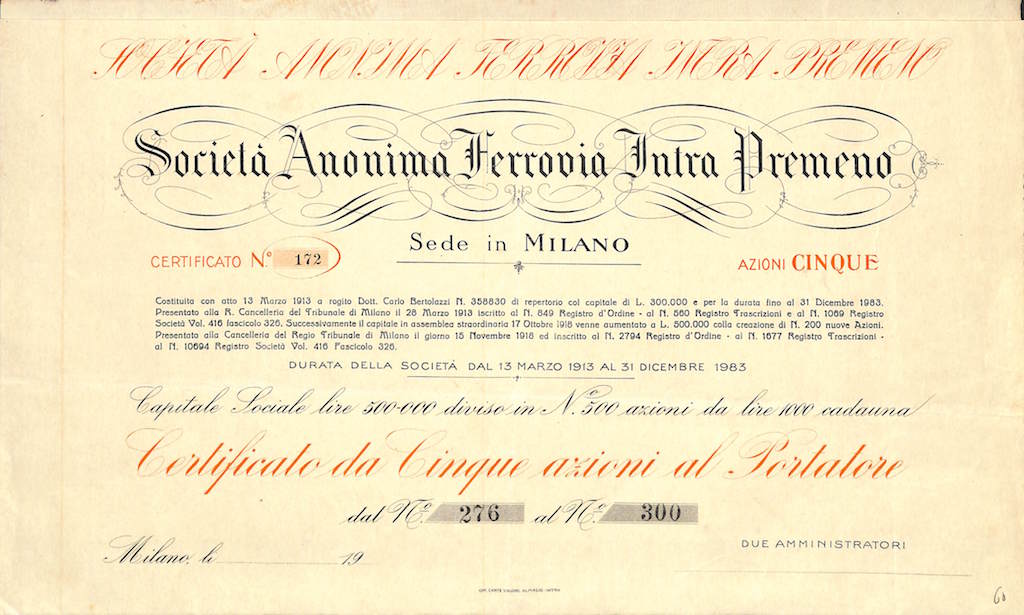 SOCIETÀ ANONIMA FERROVIA INTRA PREMENO
Società Anonima Ferrovia Intra Premeno
Sede in MILANO
CERTIFICATO N.° 172
AZIONI CINQUE
Costituita con atto 13 Marzo 1913 a rogito Dott. Carlo Bertolazzi N. 358830 di repertorio col capitale di L. 300.000 e per la durata fino al 31 Dicembre 1983.
Presentato alla R. Cancelleria del Tribunale di Milano il 28 Marzo 1913 iscritto al N. 849 Registro d'Ordine - al N. 560 Registro Trascrizioni e al N. 1069 Registro
Società Vol. 416 fascicolo 326. Successivamente il capitale in assemblea straordinaria 17 Ottobre 1918 venne aumentato a L. 500.000 colla creazione di N. 200 nuove Azioni.
Presentato alla Cancelleria del Regio Tribunale di Milano il giorno 15 Novembre 1918 ed inscritto al N. 2794 Registro d'Ordine - al N. 1677 Registro Trascrizioni -
al N. 10694 Registro Società Vol. 416 Fascicolo 326.
DURATA DELLA SOCIETÀ DAL 13 MARZO 1913 AL 31 DICEMBRE 1983
Capitale Sociale lire 500.000 diviso in N.° 500 azioni da lire 1000 cadauna
Certificato da Cinque azioni al Portatore
dal N.° 276 al N.° 300
DUE AMMINISTRATORI
Milano, li 19